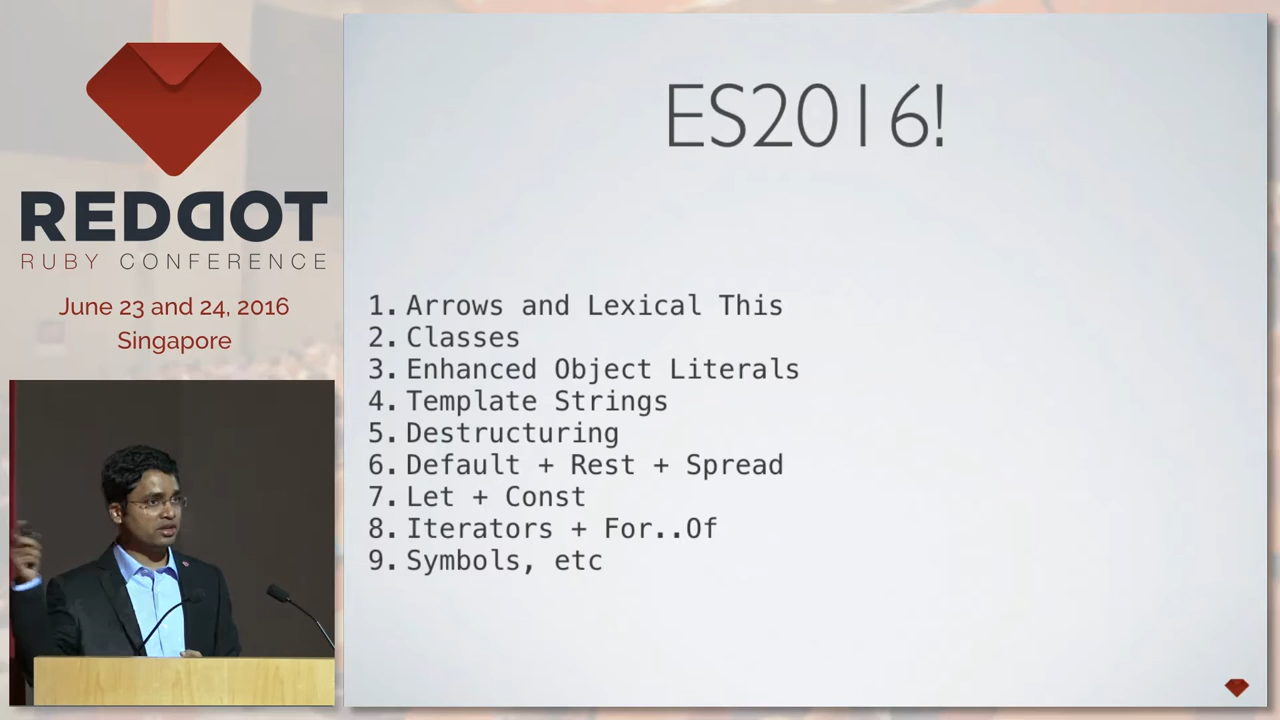 REDDOT
RUBY CONFERENCE
June 23 and 24, 2016
Singapore
ES2016!
1. Arrows and Lexical This
2. Classes
3. Enhanced Object Literals
4. Template Strings
5. Destructuring
6. Default + Rest + Spread
7. Let + Const
8. Iterators + For..Of
9. Symbols, etc